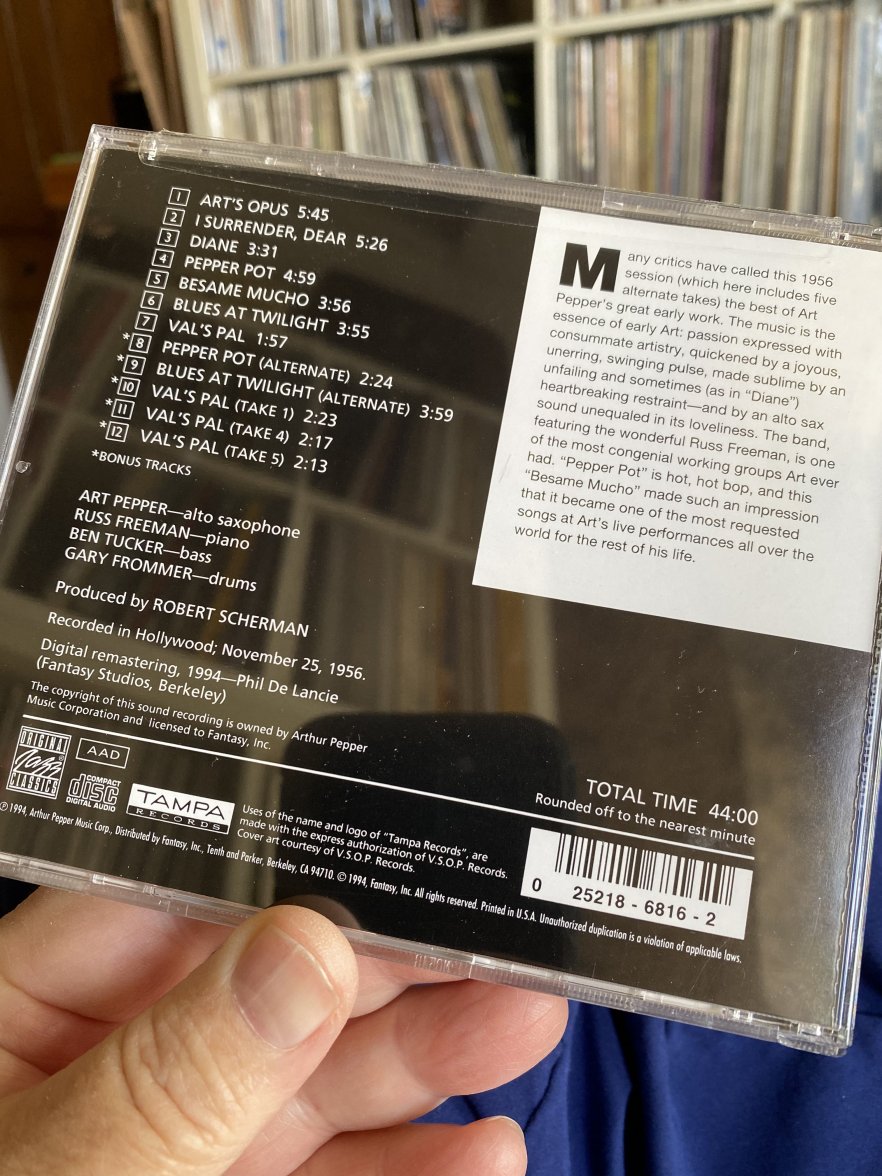 1 ART'S OPUS 5:45
2 I SURRENDER, DEAR 5:26
3 DIANE 3:31
4 PEPPER POT 4:59
5 BESAME MUCHO 3:56
6 BLUES AT TWILIGHT 3:55
7 VAL'S PAL 1:57
*8 PEPPER POT (ALTERNATE) 2:24
*9 BLUES AT TWILIGHT (ALTERNATE) 3:59
*10 VAL'S PAL (TAKE 1) 2:23
*11 VAL'S PAL (TAKE 4) 2:17
*12 VAL'S PAL (TAKE 5) 2:13
*BONUS TRACKS
ART PEPPER—alto saxophone
RUSS FREEMAN—piano
BEN TUCKER—bass
GARY FROMMER—drums
Produced by ROBERT SCHERMAN
Recorded in Hollywood; November 25, 1956.
Digital remastering, 1994—Phil De Lancie
(Fantasy Studios, Berkeley)
The copyright of this sound recording is owned by Arthur Pepper
Music Corporation and licensed to Fantasy, Inc.
Many critics have called this 1956
session (which here includes five
alternate takes) the best of Art
Pepper's great early work. The music is the
essence of early Art: passion expressed with
consummate artistry, quickened by a joyous,
unerring, swinging pulse, made sublime by an
unfailing and sometimes (as in "Diane")
heartbreaking restraint—and by an alto sax
sound unequaled in its loveliness. The band,
featuring the wonderful Russ Freeman, is one
of the most congenial working groups Art ever
had. "Pepper Pot" is hot, hot bop, and this
"Besame Mucho" made such an impression
that it became one of the most requested
songs at Art's live performances all over the
world for the rest of his life.
TOTAL TIME 44:00
Rounded off to the nearest minute
ORIGINAL
JAZZ
CLASSICS
®
AAD
COMPACT
disc
DIGITAL AUDIO
TAMPA
RECORDS
Uses of the name and logo of "Tampa Records", are
made with the express authorization of V.S.O.P. Records.
Cover art courtesy of V.S.O.P. Records.
℗ 1994, Arthur Pepper Music Corp., Distributed by Fantasy, Inc., Tenth and Parker, Berkeley, CA 94710. © 1994, Fantasy, Inc. All rights reserved. Printed in U.S.A. Unauthorized duplication is a violation of applicable laws.
0 25218 - 6816 - 2